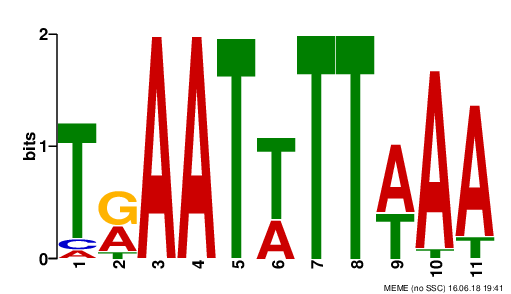 2
1
0
bits
T C A
G A T
A
A
T
T A
T
T
A T
A T
A T
1 2 3 4 5 6 7 8 9 10 11
MEME (no SSC) 16.06.18 19:41